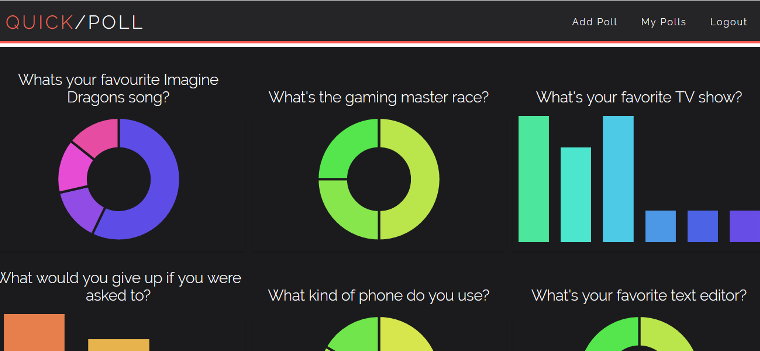 QUICK/POLL
Add Poll
My Polls
Logout
Whats your favourite Imagine
Dragons song?
What's the gaming master race?
What's your favorite TV show?
What would you give up if you were
asked to?
What kind of phone do you use?
What's your favorite text editor?